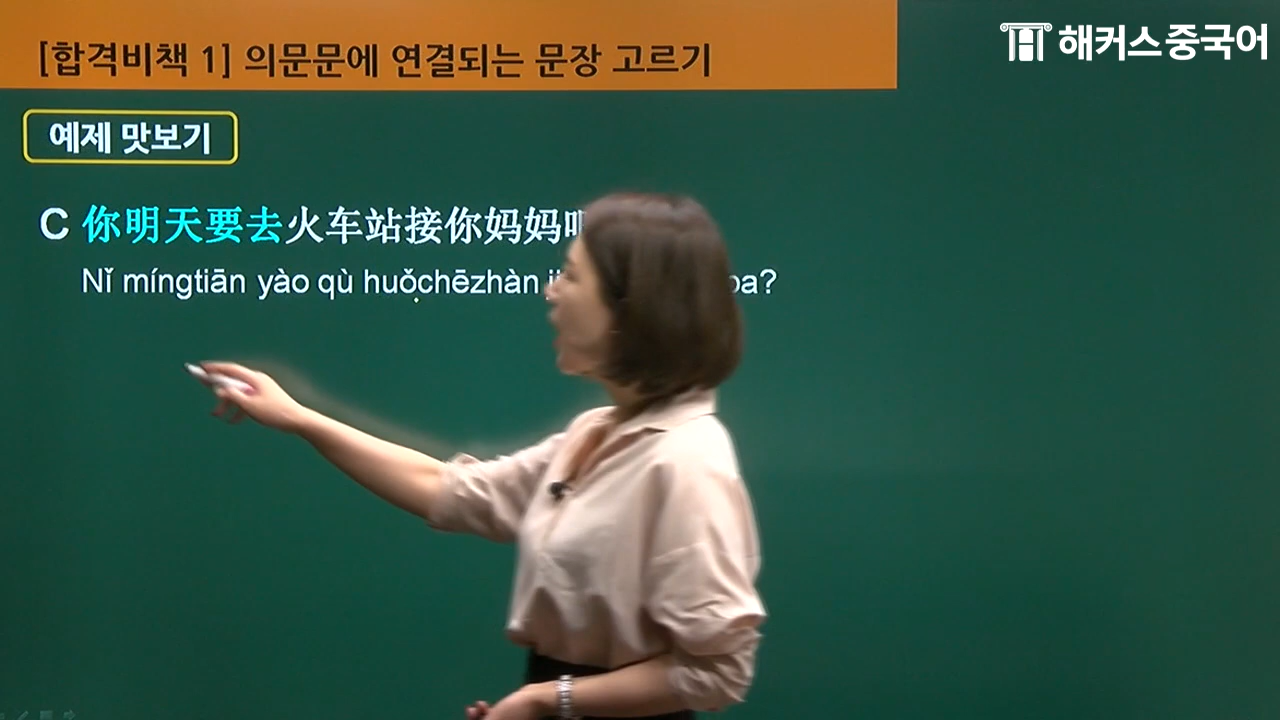 [합격비책 1] 의문문에 연결되는 문장 고르기
해커스중국어
예제 맛보기
C 你明天要去火车站接你妈妈
Nǐ míngtiān yào qù huǒchēzhàn ba?